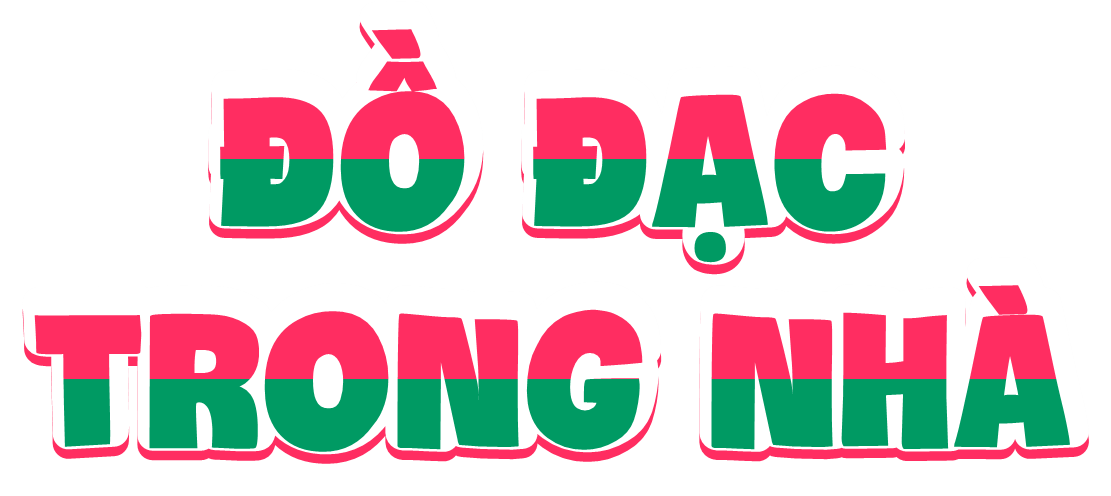 ĐỒ ĐẠC
TRONG NHÀ